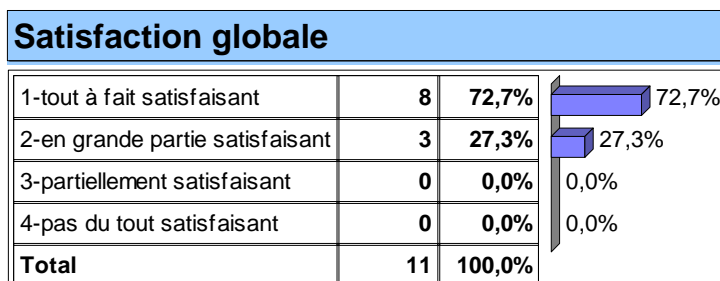 Satisfaction globale
1-tout à fait satisfaisant 8 72,7% 72,7%
2-en grande partie satisfaisant 3 27,3% 27,3%
3-partiellement satisfaisant 0 0,0% 0,0%
4-pas du tout satisfaisant 0 0,0% 0,0%
Total 11 100,0%